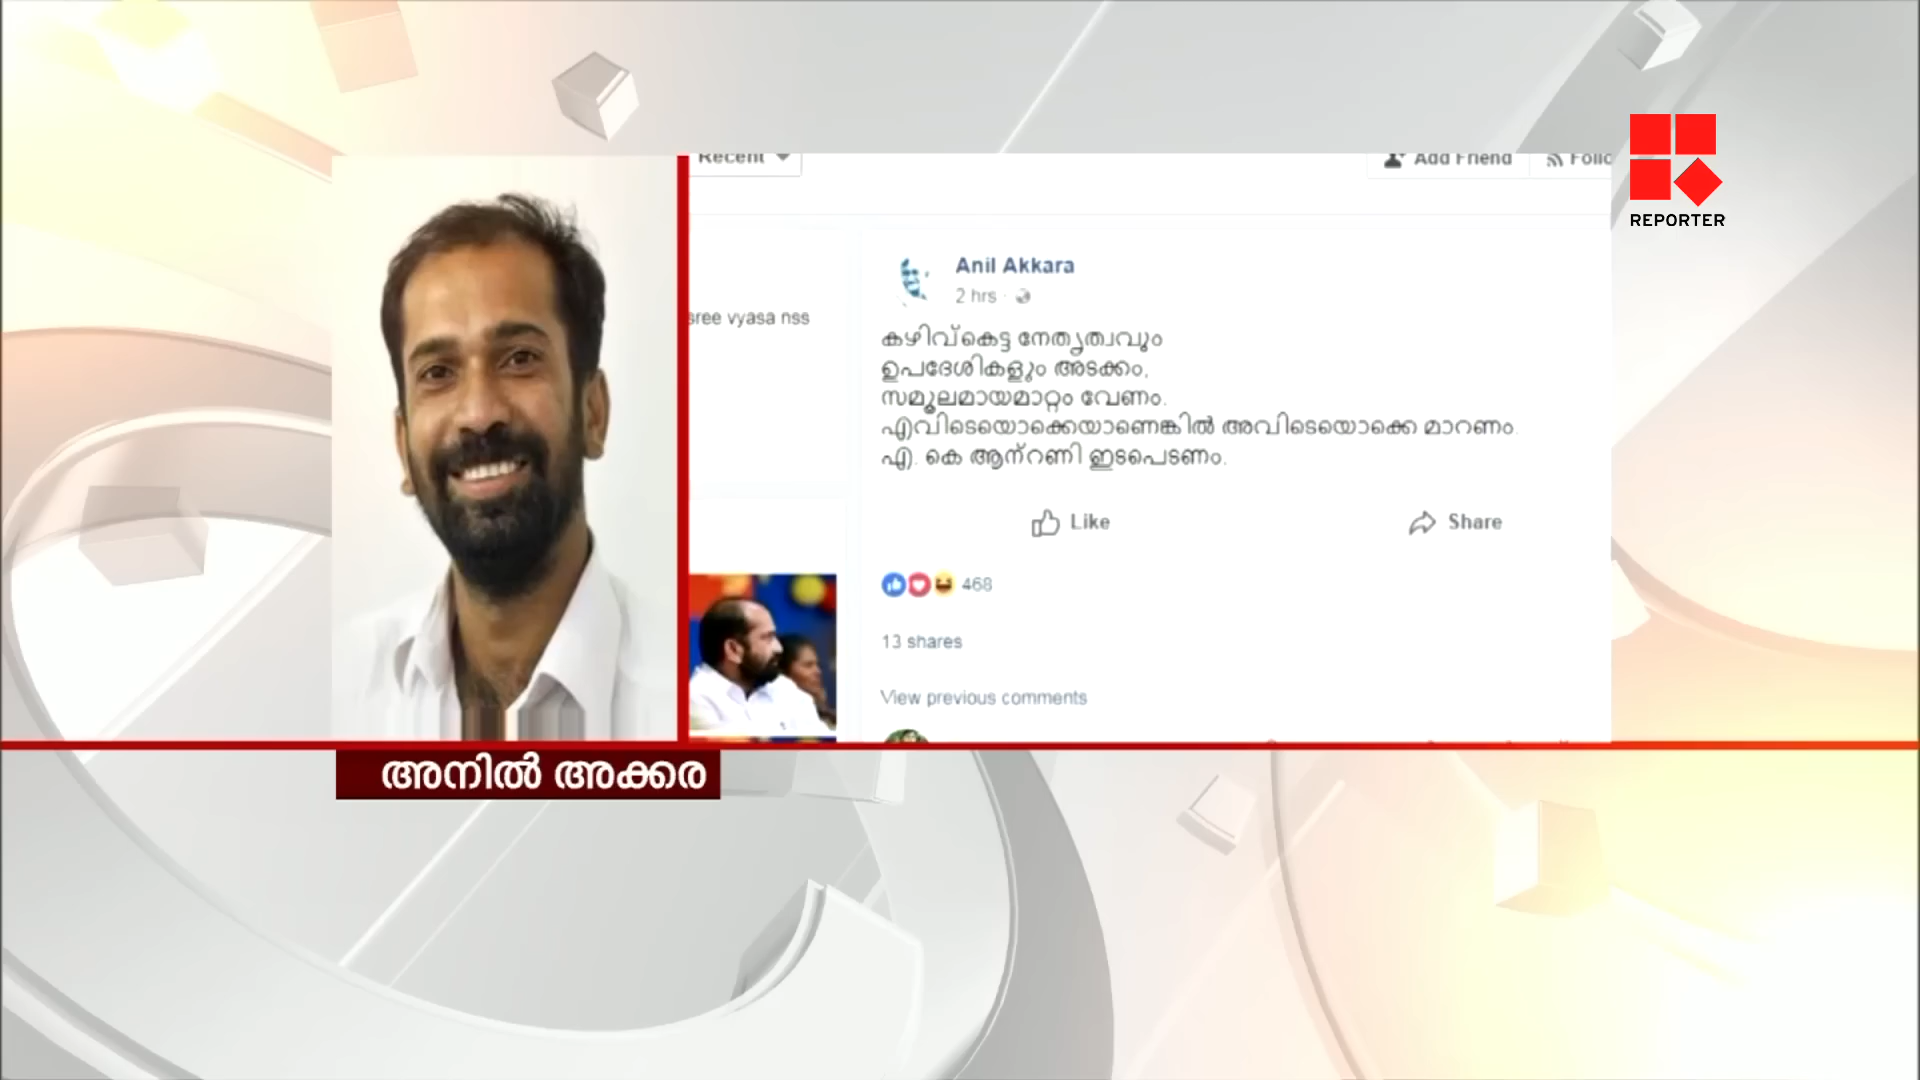 Recent
Add Friend
REPORTER
Anil Akkara
2 hrs
sree vyasa nss
കഴിവ്കെട്ട നേതൃത്വവും
ഉപദേശികളും അടക്കം,
സമൂലമായമാറ്റം വേണം.
എവിടെയൊക്കെയാണെങ്കിൽ അവിടെയൊക്കെ മാറണം.
എ. കെ ആന്റണി ഇടപെടണം.
Like
Share
468
13 shares
View previous comments
അനിൽ അക്കര